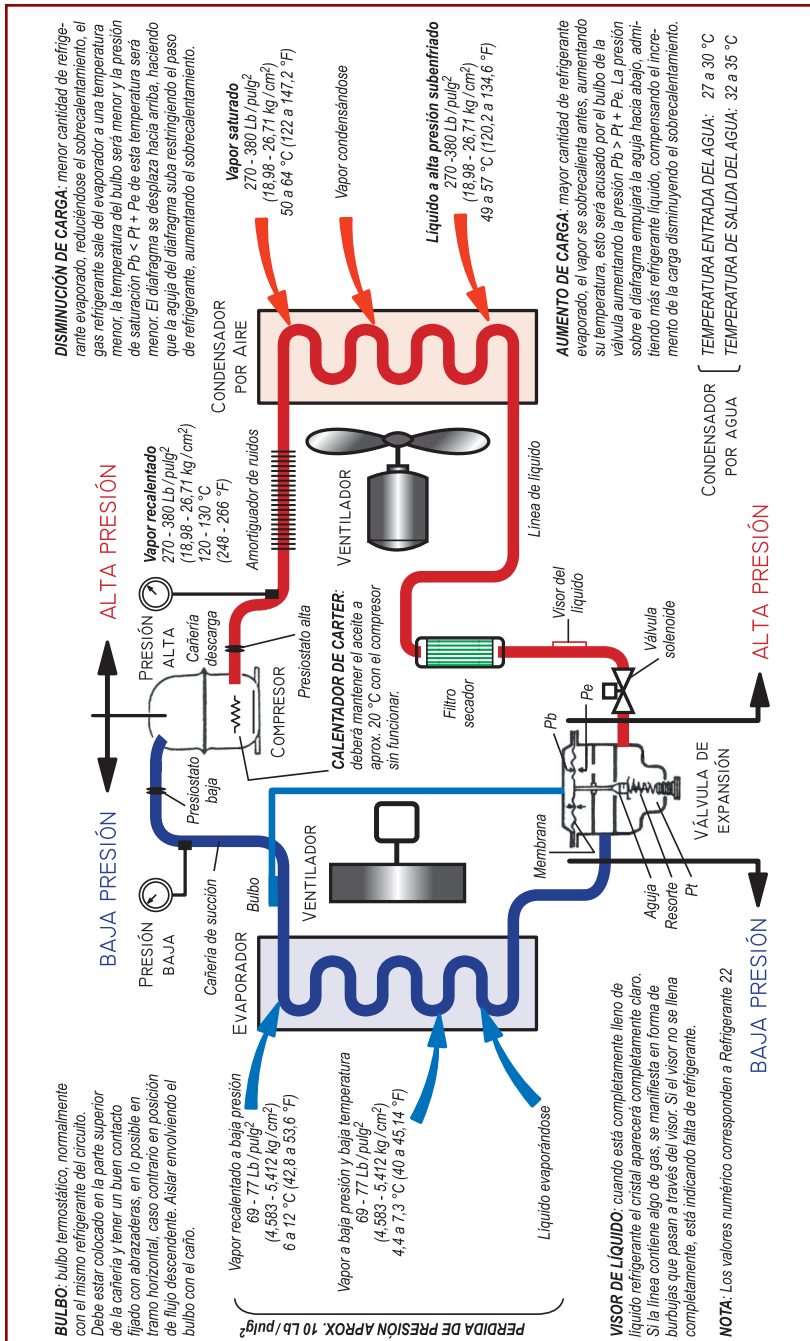 BULBO: bulbo termostático, normalmente
con el mismo refrigerante del circuito.
Debe estar colocado en la parte superior
de la cañería y tener un buen contacto
fijado con abrazaderas, en lo posible en
tramo horizontal, caso contrario en posición
de flujo descendente. Aislar envolviendo el
bulbo con el caño.
BAJA PRESIÓN
ALTA PRESIÓN
DISMINUCIÓN DE CARGA: menor cantidad de refrige-
rante evaporado, reduciéndose el sobrecalentamiento, el
gas refrigerante sale del evaporador a una temperatura
menor, la temperatura del bulbo será menor y la presión
de saturación Pb < Pt + Pe de esta temperatura será
menor. El diafragma se desplaza hacia arriba, haciendo
que la aguja del diafragma suba restringiendo el paso
de refrigerante, aumentando el sobrecalentamiento.
PRESIÓN
BAJA
Cañería de succión
Presiostato
baja
PRESIÓN
ALTA
Cañería
descarga
Presiostato alta
COMPRESOR
Vapor recalentado
270 - 380 Lb/pulg²
(18,98 - 26,71 kg/cm²)
120 - 130 °C
(248 - 266 °F)
Amortiguador de ruidos
Vapor saturado
270 - 380 Lb/pulg²
(18,98 - 26,71 kg/cm²)
50 a 64 °C (122 a 147,2 °F)
Vapor condensándose
Líquido a alta presión subenfriado
270 -380 Lb/pulg²
(18,98 - 26,71 kg/cm²)
49 a 57 °C (120,2 a 134,6 °F)
CONDENSADOR
POR AIRE
VENTILADOR
CALENTADOR DE CARTER:
deberá mantener el aceite a
aprox. 20 °C con el compresor
sin funcionar.
Bulbo
VENTILADOR
EVAPORADOR
PERDIDA DE PRESIÓN APROX. 10 Lb/pulg²
Vapor recalentado a baja presión
69 - 77 Lb/pulg²
(4,583 - 5,412 kg/cm²)
6 a 12 °C (42,8 a 53,6 °F)
Vapor a baja presión y baja temperatura
69 - 77 Lb/pulg²
(4,583 - 5,412 kg/cm²)
4,4 a 7,3 °C (40 a 45,14 °F)
Líquido evaporándose
Línea de líquido
Filtro
secador
Visor del
líquido
Válvula
solenoide
Pb
Pe
Membrana
Aguja
Resorte
Pt
VÁLVULA DE
EXPANSIÓN
BAJA PRESIÓN
ALTA PRESIÓN
VISOR DE LÍQUIDO: cuando está completamente lleno de
líquido refrigerante el cristal aparecerá completamente claro.
Si la línea contiene algo de gas, se manifiesta en forma de
burbujas que pasan a través del visor. Si el visor no se llena
completamente, está indicando falta de refrigerante.
NOTA: Los valores numérico corresponden a Refrigerante 22
AUMENTO DE CARGA: mayor cantidad de refrigerante
evaporado, el vapor se sobrecalienta antes, aumentando
su temperatura, esto será acusado por el bulbo de la
válvula aumentando la presión Pb > Pt + Pe. La presión
sobre el diafragma empujará la aguja hacia abajo, admi-
tiendo más refrigerante líquido, compensando el incre-
mento de la carga disminuyendo el sobrecalentamiento.
CONDENSADOR
POR AGUA
TEMPERATURA ENTRADA DEL AGUA: 27 a 30 °C
TEMPERATURA DE SALIDA DEL AGUA: 32 a 35 °C